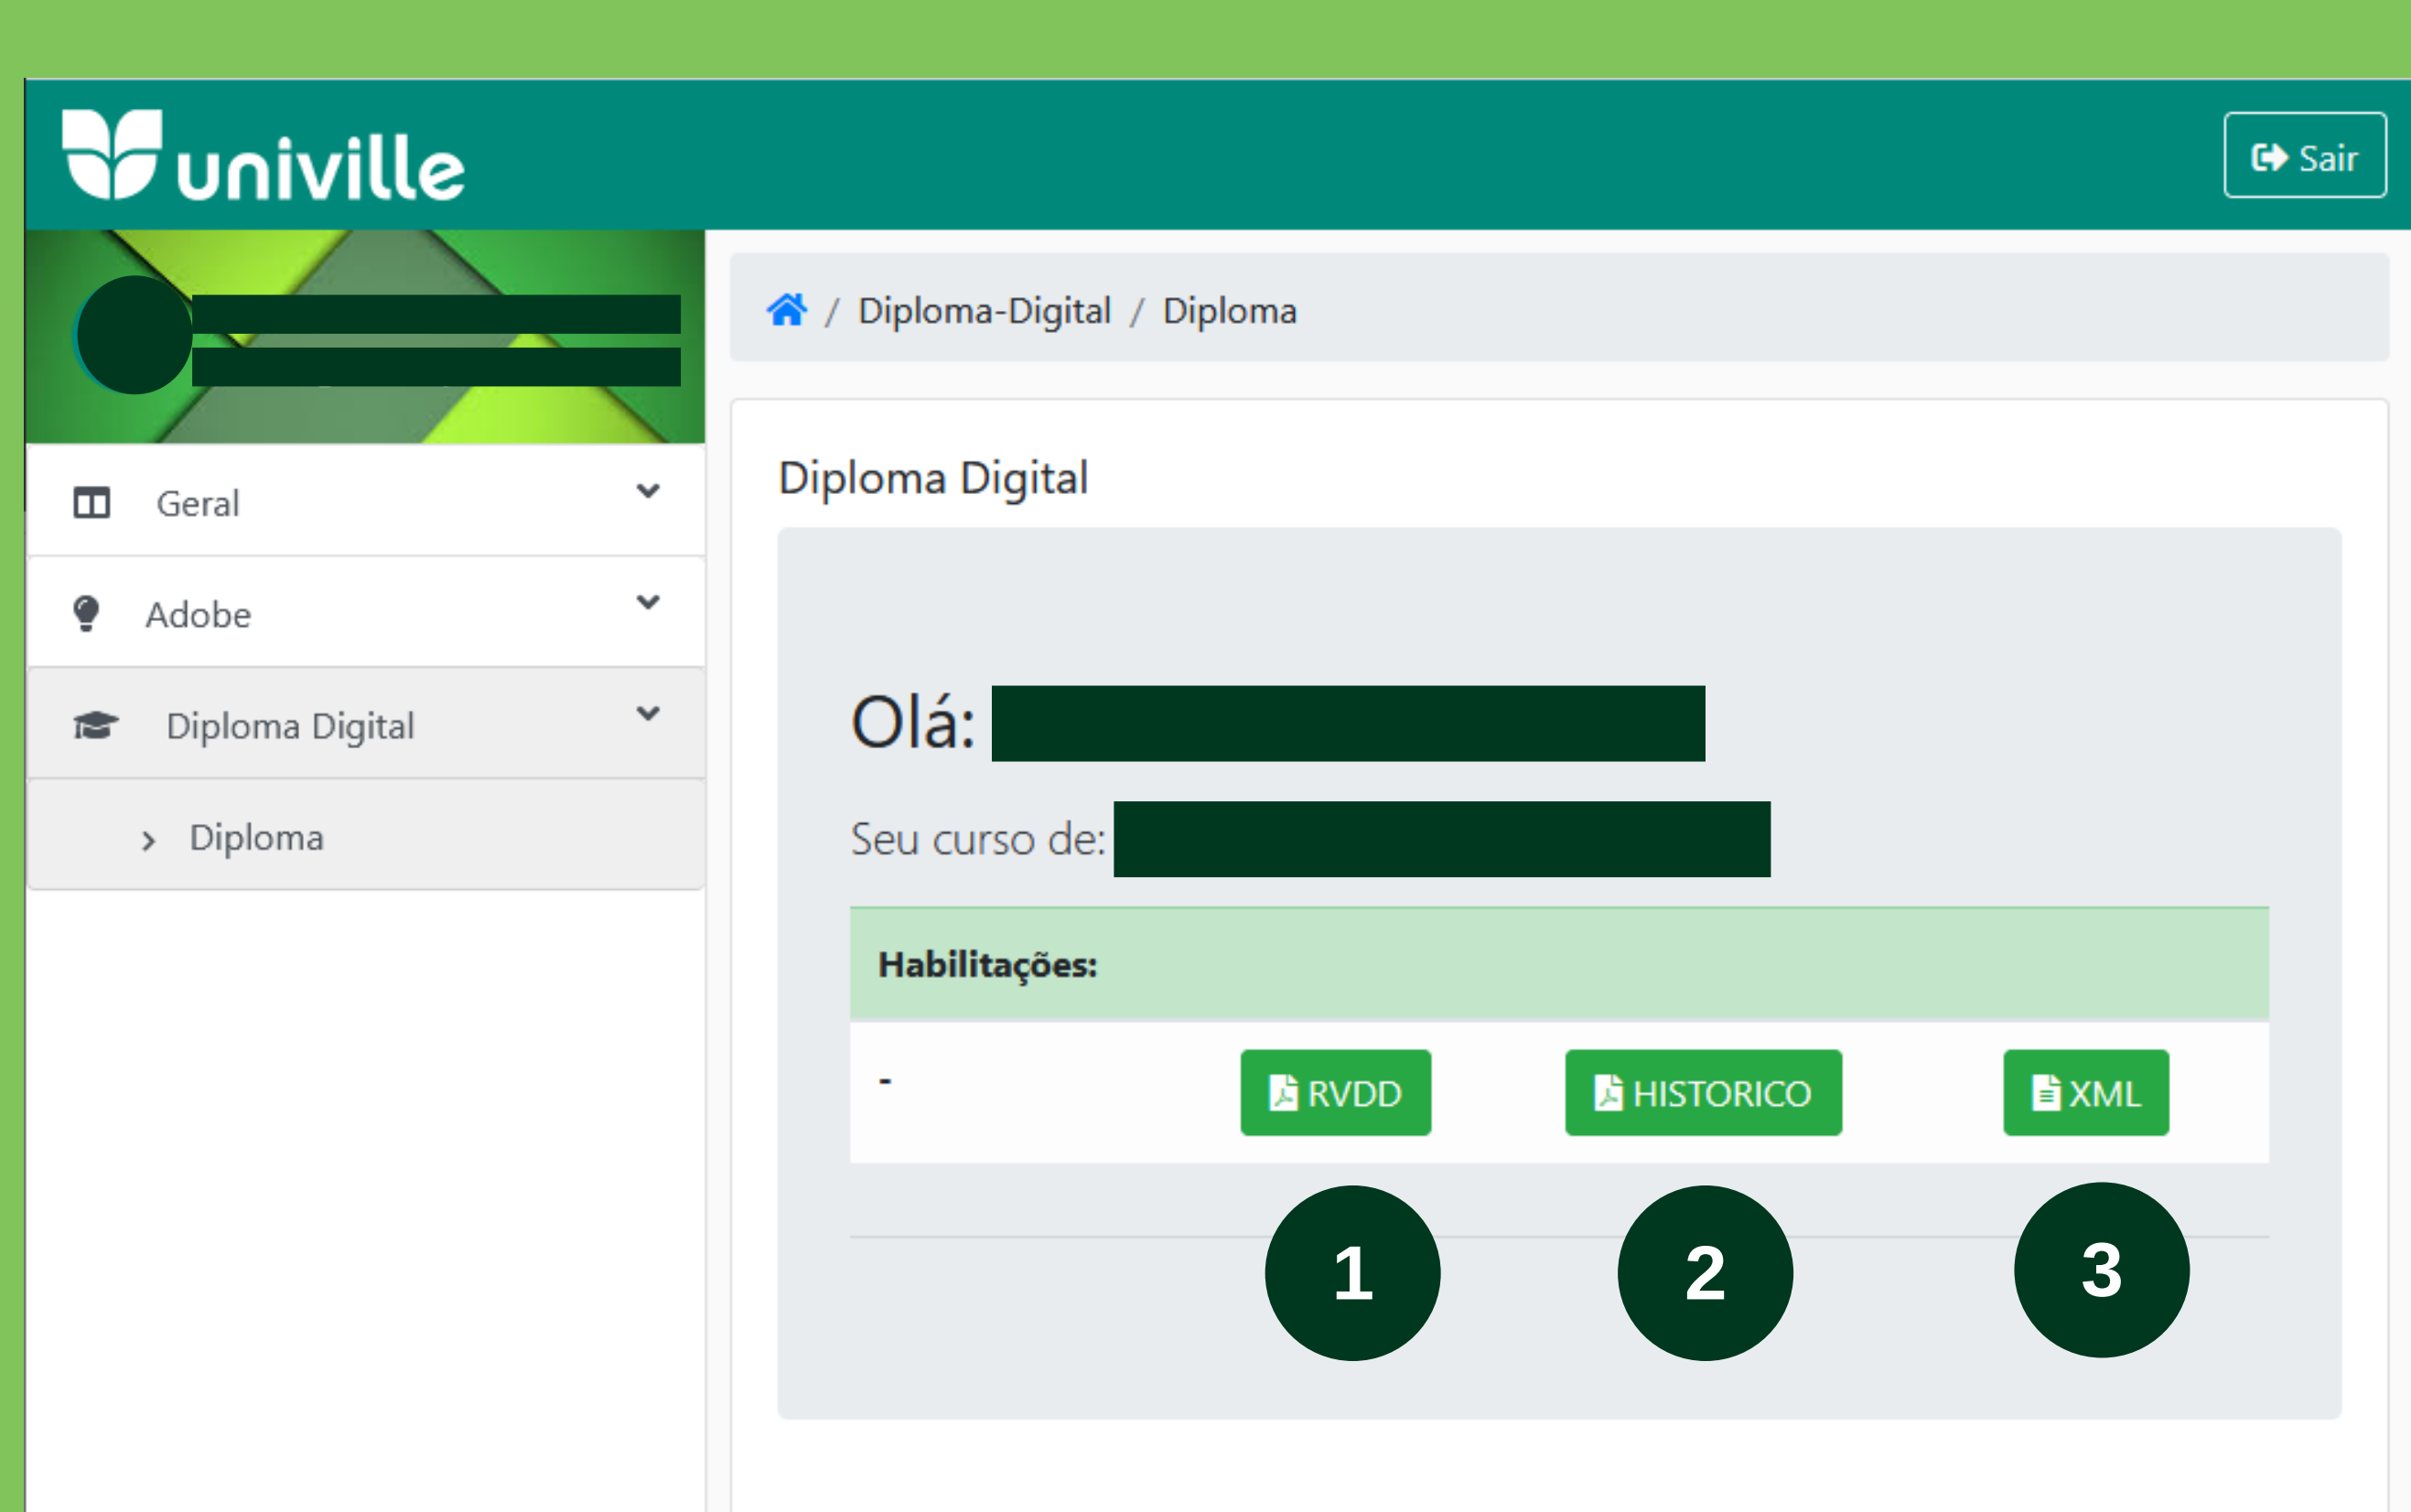 univille
Sair
/ Diploma-Digital / Diploma
Geral
Adobe
Diploma Digital
Diploma
Diploma Digital
Olá:
Seu curso de:
Habilitações:
- RVDD HISTORICO XML
1 2 3